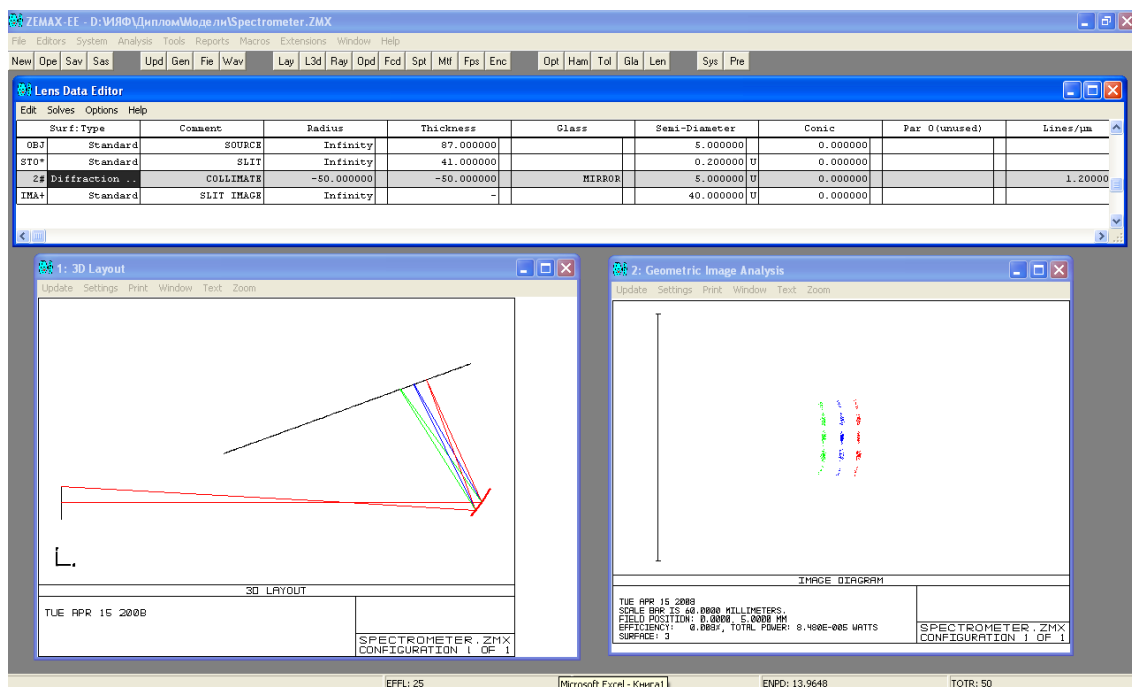 ZEMAX-EE - D:\ИЯФ\Диплом\Модели\Spectrometer.ZMX
File Editors System Analysis Tools Reports Macros Extensions Window Help
New Ope Sav Sas Upd Gen Fie Wav Lay L3d Ray Opd Fcd Spt Mtf Fps Enc Opt Ham Tol Gla Len Sys Pre
Lens Data Editor
Edit Solves Options Help
Surf:Type Comment Radius Thickness Glass Semi-Diameter Conic Par 0(unused) Lines/µm
OBJ Standard SOURCE Infinity 87.000000 5.000000 0.000000
STO* Standard SLIT Infinity 41.000000 0.200000 U 0.000000
2# Diffraction .. COLLIMATE -50.000000 -50.000000 MIRROR 5.000000 U 0.000000 1.20000
IMA+ Standard SLIT IMAGE Infinity - 40.000000 U 0.000000
1: 3D Layout
Update Settings Print Window Text Zoom
3D LAYOUT
TUE APR 15 2008
SPECTROMETER.ZMX
CONFIGURATION 1 OF 1
2: Geometric Image Analysis
Update Settings Print Window Text Zoom
IMAGE DIAGRAM
TUE APR 15 2008
SCALE BAR IS 60.0000 MILLIMETERS.
FIELD POSITION: 0.0000, 5.0000 MM
EFFICIENCY: 0.008%, TOTAL POWER: 8.480E-005 WATTS
SURFACE: 3
SPECTROMETER.ZMX
CONFIGURATION 1 OF 1
EFFL: 25 Microsoft Excel - Книга1 ENPD: 13.9648 TOTR: 50